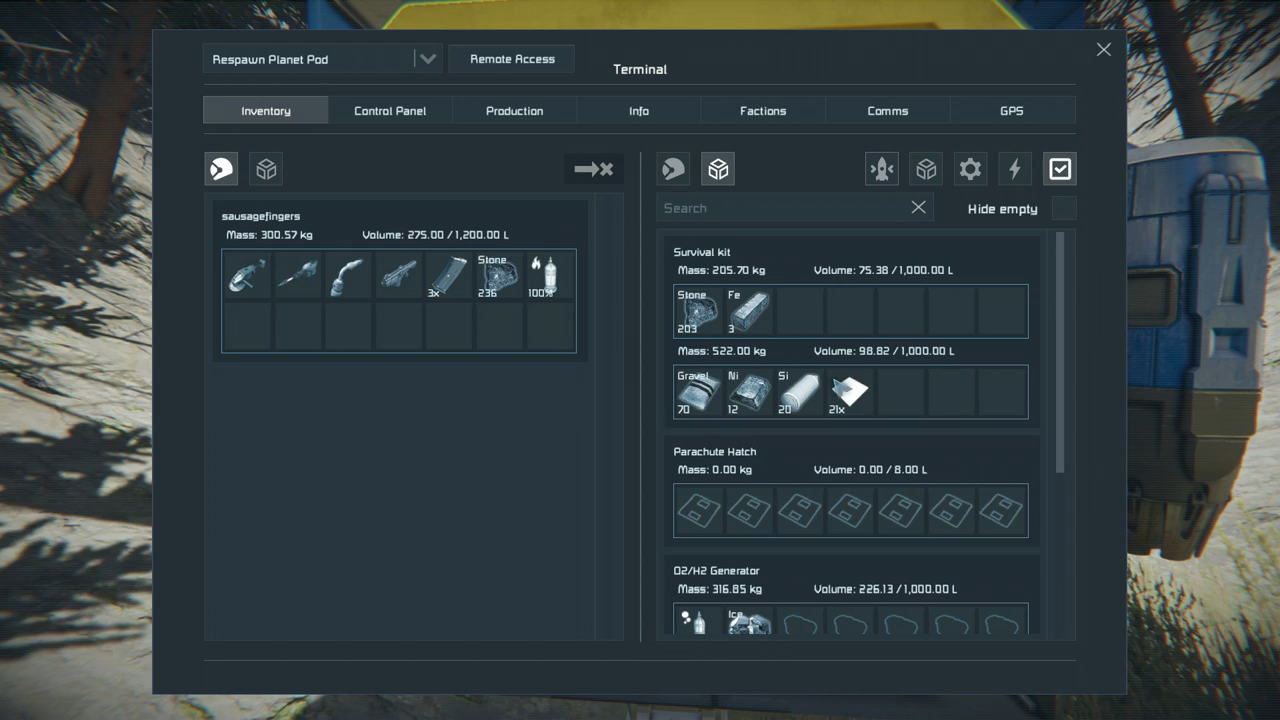 Respawn Planet Pod
Remote Access
Terminal
Inventory
Control Panel
Production
Info
Factions
Comms
GPS
sausagefingers
Mass: 300.57 kg
Volume: 275.00 / 1,200.00 L
Stone
3x
236
100%
Search
Hide empty
Survival kit
Mass: 205.70 kg
Volume: 75.38 / 1,000.00 L
Stone
Fe
203
3
Mass: 522.00 kg
Volume: 98.82 / 1,000.00 L
Gravel
Ni
Si
70
12
20
21x
Parachute Hatch
Mass: 0.00 kg
Volume: 0.00 / 8.00 L
O2/H2 Generator
Mass: 316.85 kg
Volume: 226.13 / 1,000.00 L
Ice